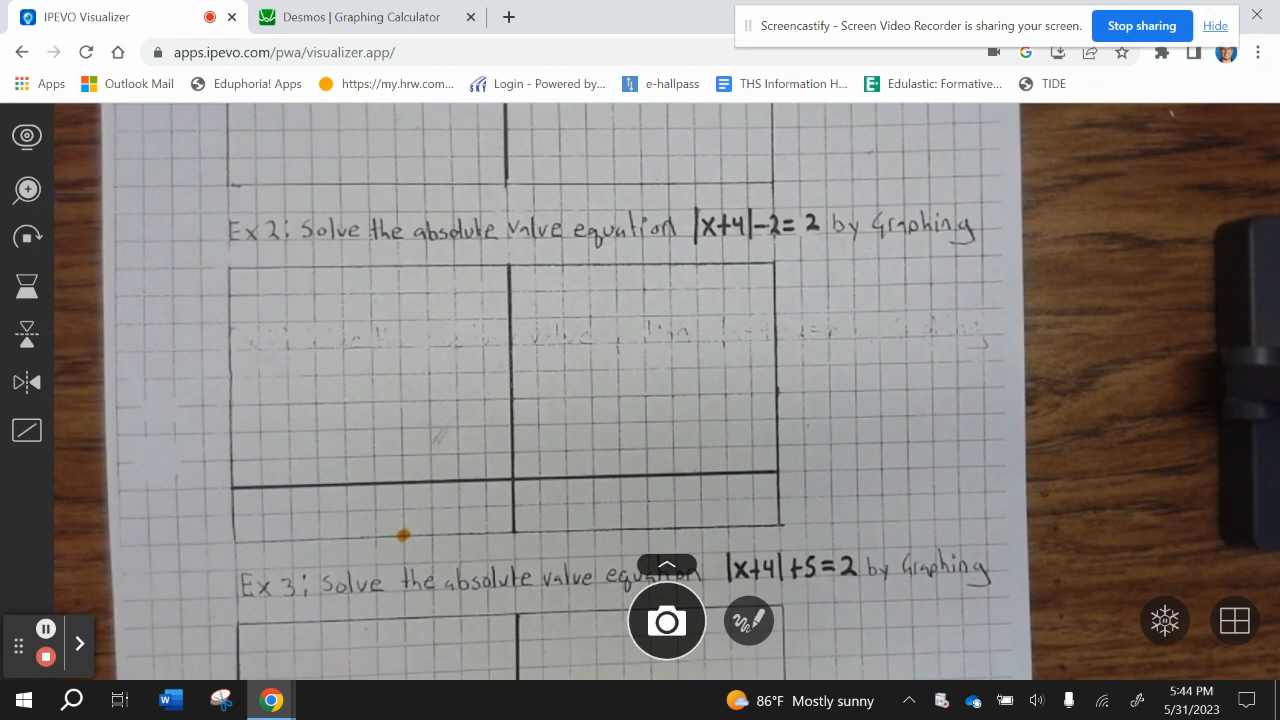 IPEVO Visualizer
Desmos | Graphing Calculator
Screencastify - Screen Video Recorder is sharing your screen.
Stop sharing
Hide
apps.ipevo.com/pwa/visualizer.app/
Apps
Outlook Mail
Eduphoria! Apps
https://my.hrw.com...
Login - Powered by...
e-hallpass
THS Information H...
Edulastic: Formative...
TIDE
Ex 2: Solve the absolute value equation |x+4|-2=2 by Graphing
Ex 3: Solve the absolute value equation |x+4|+5=2 by Graphing
86°F Mostly sunny
5:44 PM
5/31/2023